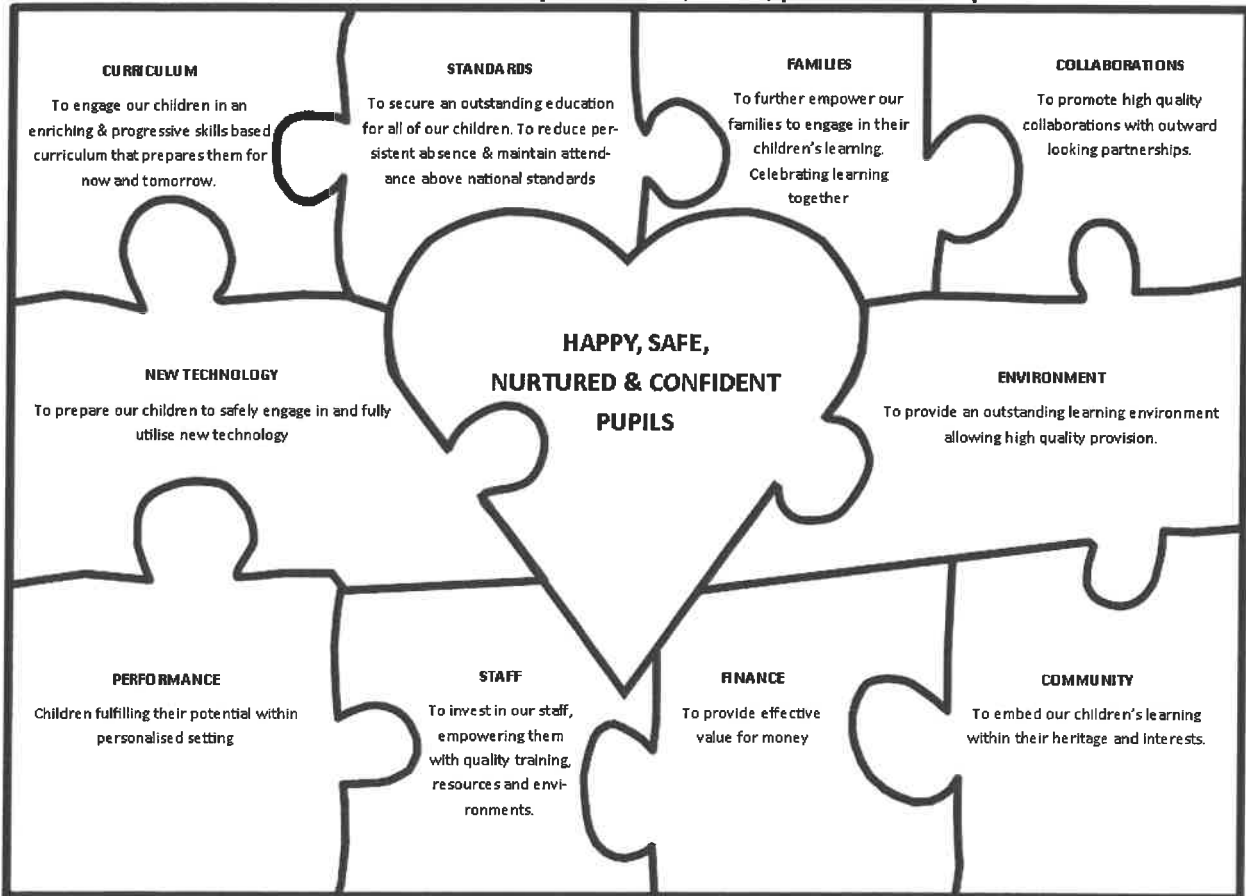 CURRICULUM
To engage our children in an
enriching & progressive skills based
curriculum that prepares them for
now and tomorrow.
STANDARDS
To secure an outstanding education
for all of our children. To reduce per-
sistent absence & maintain attend-
ance above national standards
FAMILIES
To further empower our
families to engage in their
children's learning.
Celebrating learning
together
COLLABORATIONS
To promote high quality
collaborations with outward
looking partnerships.
NEW TECHNOLOGY
To prepare our children to safely engage in and fully
utilise new technology
HAPPY, SAFE,
NURTURED & CONFIDENT
PUPILS
ENVIRONMENT
To provide an outstanding learning environment
allowing high quality provision.
PERFORMANCE
Children fulfilling their potential within
personalised setting
STAFF
To invest in our staff,
empowering them
with quality training,
resources and envi-
ronments.
FINANCE
To provide effective
value for money
COMMUNITY
To embed our children's learning
within their heritage and interests.